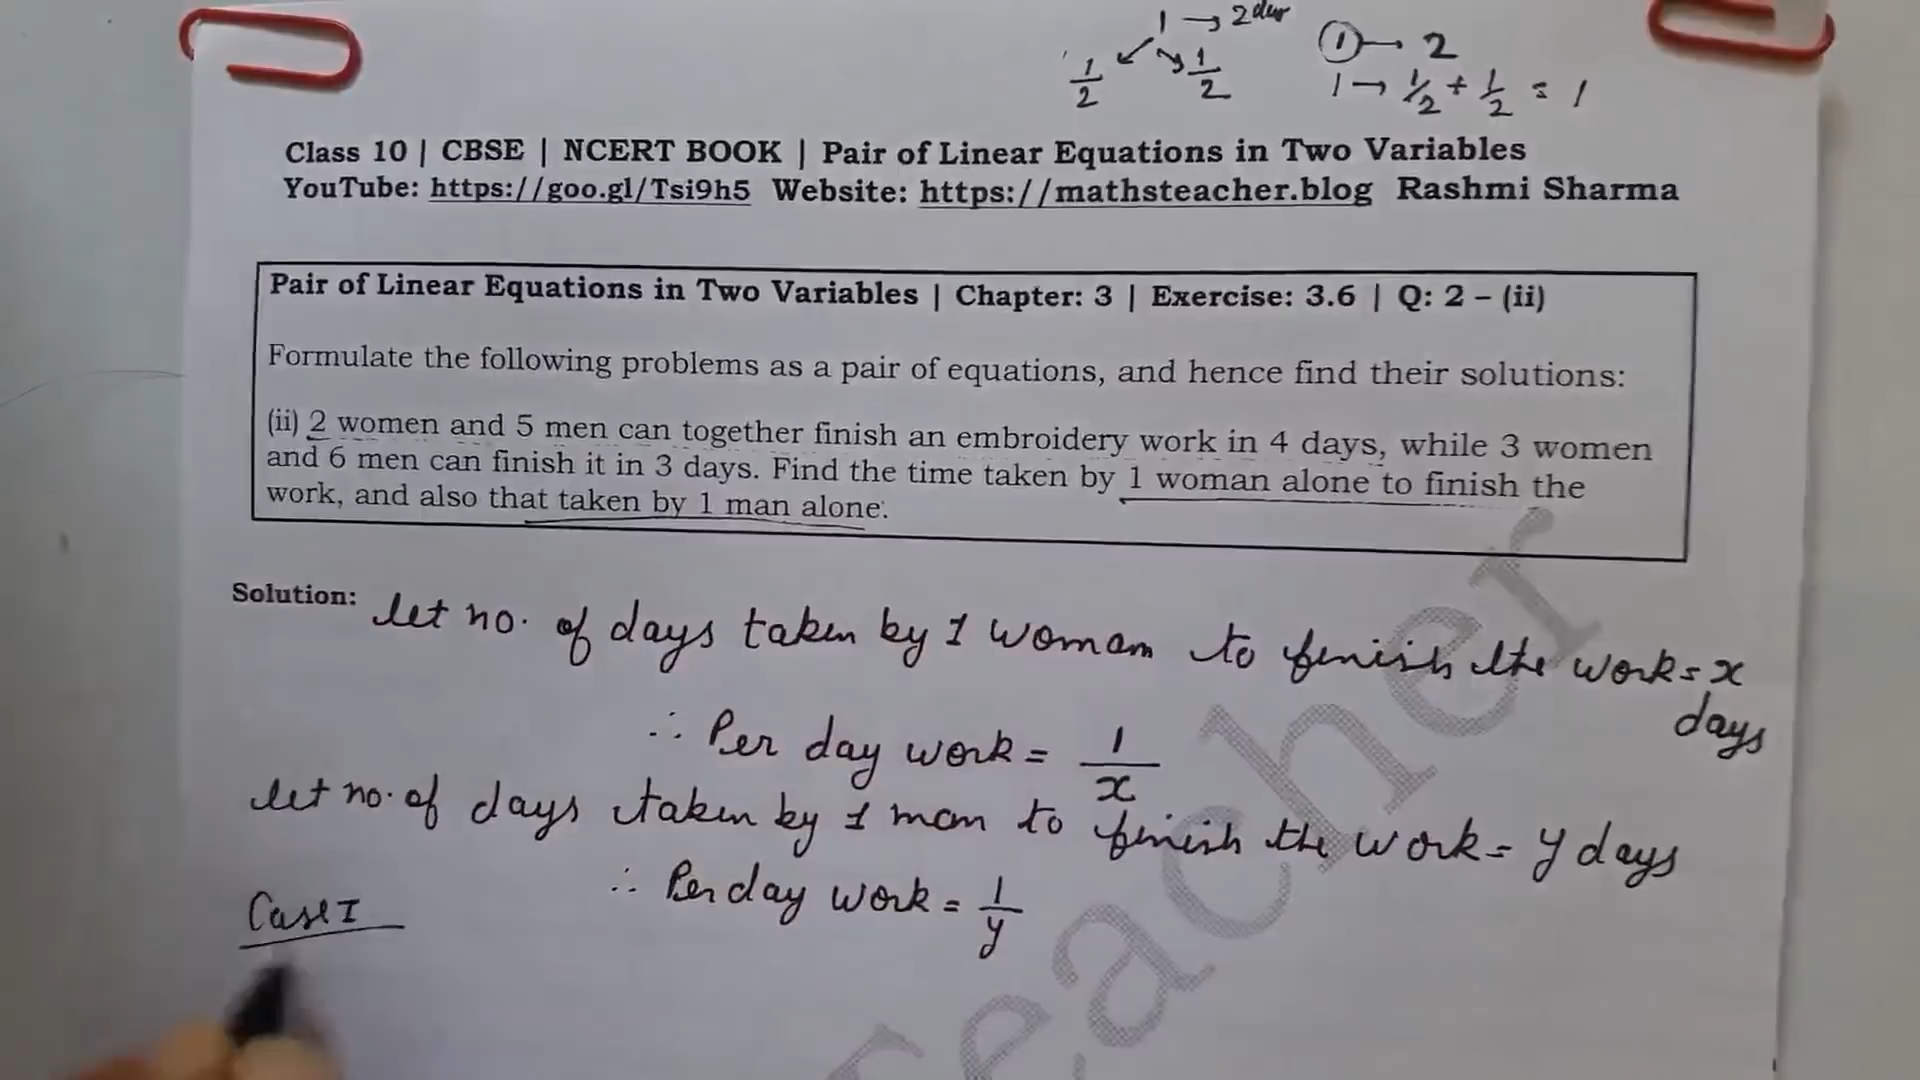 1 → 2 day
1/2 1/2
1 — 2
1 → 1/2 + 1/2 = 1
Class 10 | CBSE | NCERT BOOK | Pair of Linear Equations in Two Variables
YouTube: https://goo.gl/Tsi9h5 Website: https://mathsteacher.blog Rashmi Sharma
Pair of Linear Equations in Two Variables | Chapter: 3 | Exercise: 3.6 | Q: 2 – (ii)
Formulate the following problems as a pair of equations, and hence find their solutions:
(ii) 2 women and 5 men can together finish an embroidery work in 4 days, while 3 women
and 6 men can finish it in 3 days. Find the time taken by 1 woman alone to finish the
work, and also that taken by 1 man alone.
Solution: let no. of days taken by 1 woman to finish the work = x
days
∴ Per day work = 1/x
let no. of days taken by 1 man to finish the work = y days
∴ Per day work = 1/y
Case I
eacher